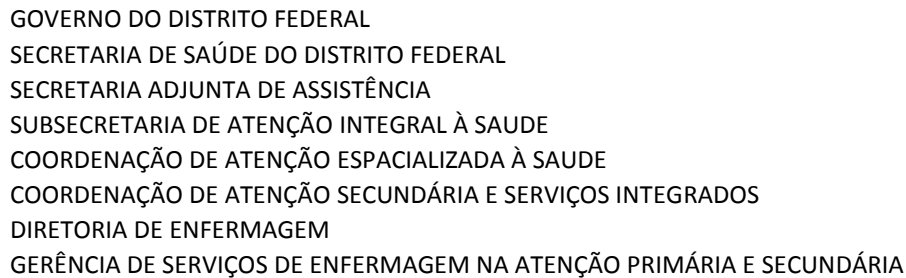 GOVERNO DO DISTRITO FEDERAL
SECRETARIA DE SAÚDE DO DISTRITO FEDERAL
SECRETARIA ADJUNTA DE ASSISTÊNCIA
SUBSECRETARIA DE ATENÇÃO INTEGRAL À SAUDE
COORDENAÇÃO DE ATENÇÃO ESPACIALIZADA À SAUDE
COORDENAÇÃO DE ATENÇÃO SECUNDÁRIA E SERVIÇOS INTEGRADOS
DIRETORIA DE ENFERMAGEM
GERÊNCIA DE SERVIÇOS DE ENFERMAGEM NA ATENÇÃO PRIMÁRIA E SECUNDÁRIA